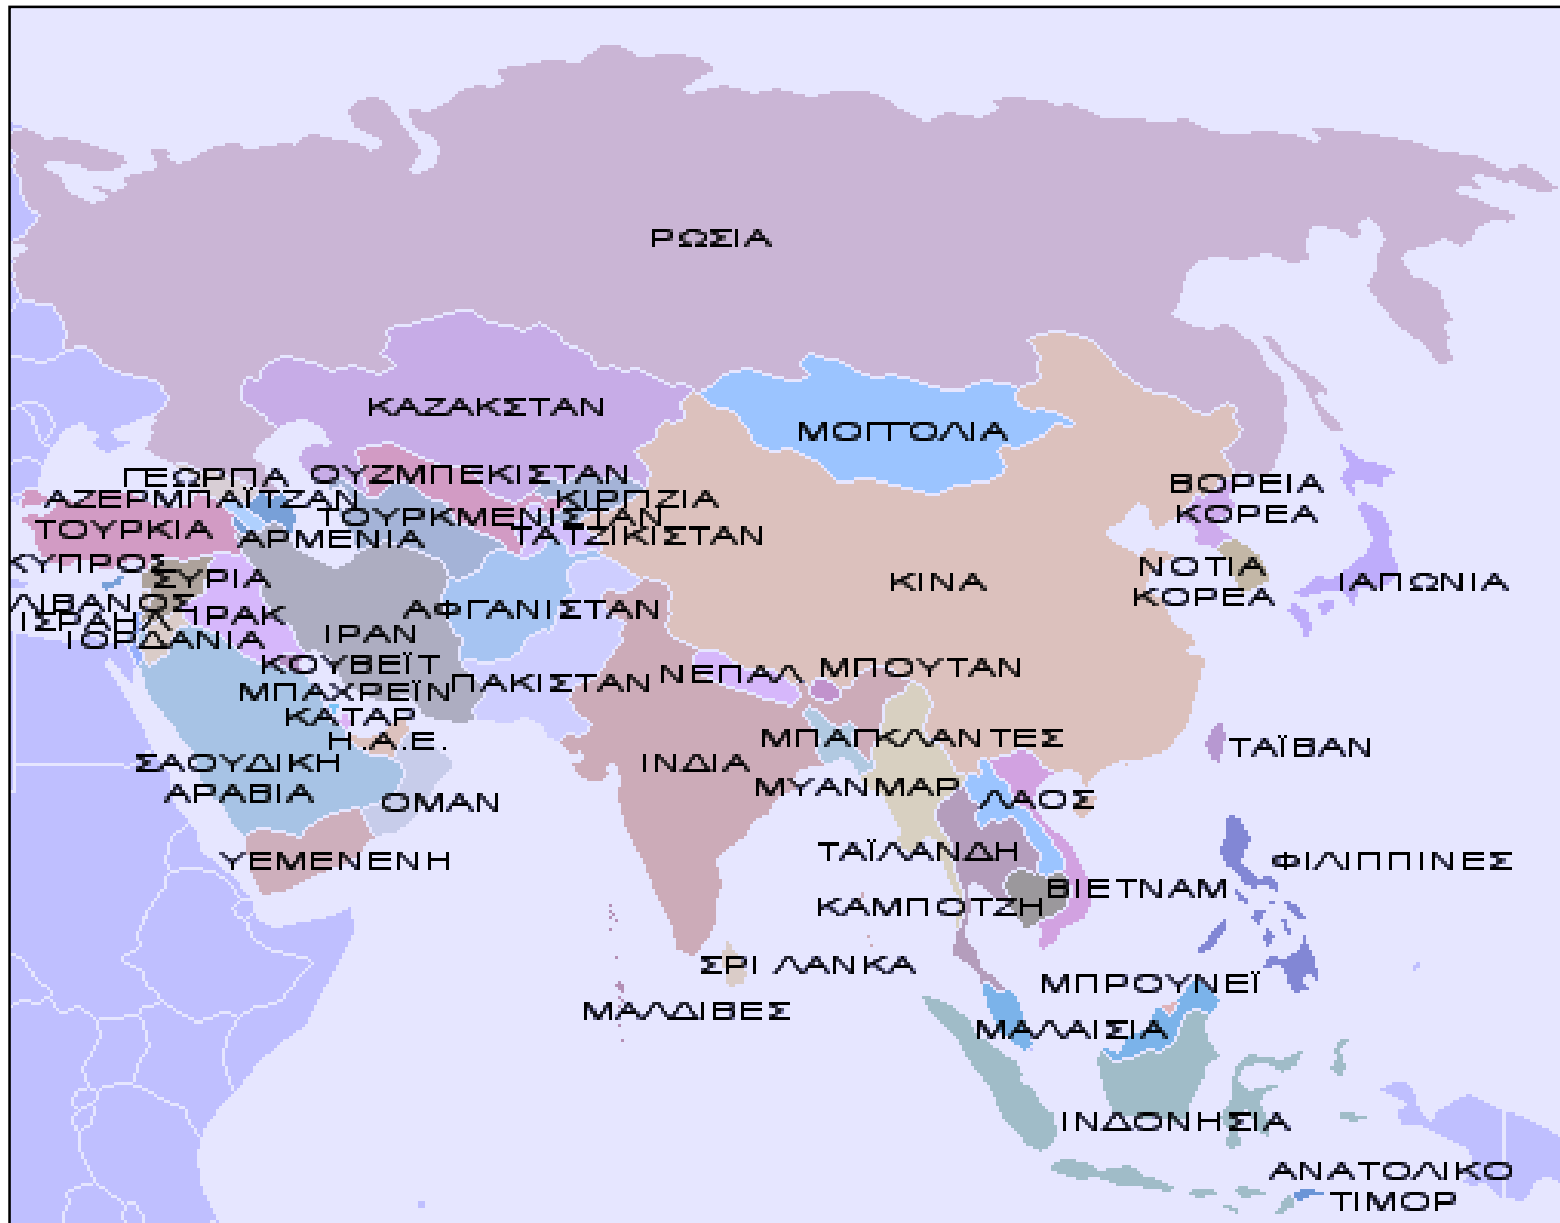 ΡΩΣΙΑ
ΚΑΖΑΚΣΤΑΝ
ΜΟΓΓΟΛΙΑ
ΓΕΩΡΓΙΑ
ΟΥΖΜΠΕΚΙΣΤΑΝ
ΑΖΕΡΜΠΑΪΤΖΑΝ
ΚΙΡΓΙΖΙΑ
ΤΟΥΡΚΜΕΝΙΣΤΑΝ
ΤΟΥΡΚΙΑ
ΑΡΜΕΝΙΑ
ΤΑΤΖΙΚΙΣΤΑΝ
ΒΟΡΕΙΑ
ΚΟΡΕΑ
ΝΟΤΙΑ
ΚΟΡΕΑ
ΙΑΠΩΝΙΑ
ΚΙΝΑ
ΚΥΠΡΟΣ
ΣΥΡΙΑ
ΛΙΒΑΝΟΣ
ΙΣΡΑΗΛ
ΙΡΑΚ
ΙΟΡΔΑΝΙΑ
ΙΡΑΝ
ΑΦΓΑΝΙΣΤΑΝ
ΚΟΥΒΕΪΤ
ΜΠΑΧΡΕΪΝ
ΠΑΚΙΣΤΑΝ
ΝΕΠΑΛ
ΜΠΟΥΤΑΝ
ΚΑΤΑΡ
Η.Α.Ε.
ΣΑΟΥΔΙΚΗ
ΑΡΑΒΙΑ
ΟΜΑΝ
ΥΕΜΕΝΕΝΗ
ΙΝΔΙΑ
ΜΠΑΓΚΛΑΝΤΕΣ
ΤΑΪΒΑΝ
ΜΥΑΝΜΑΡ
ΛΑΟΣ
ΤΑΪΛΑΝΔΗ
ΒΙΕΤΝΑΜ
ΦΙΛΙΠΠΙΝΕΣ
ΚΑΜΠΟΤΖΗ
ΣΡΙ ΛΑΝΚΑ
ΜΑΛΔΙΒΕΣ
ΜΠΡΟΥΝΕΪ
ΜΑΛΑΙΣΙΑ
ΙΝΔΟΝΗΣΙΑ
ΑΝΑΤΟΛΙΚΟ
ΤΙΜΟΡ